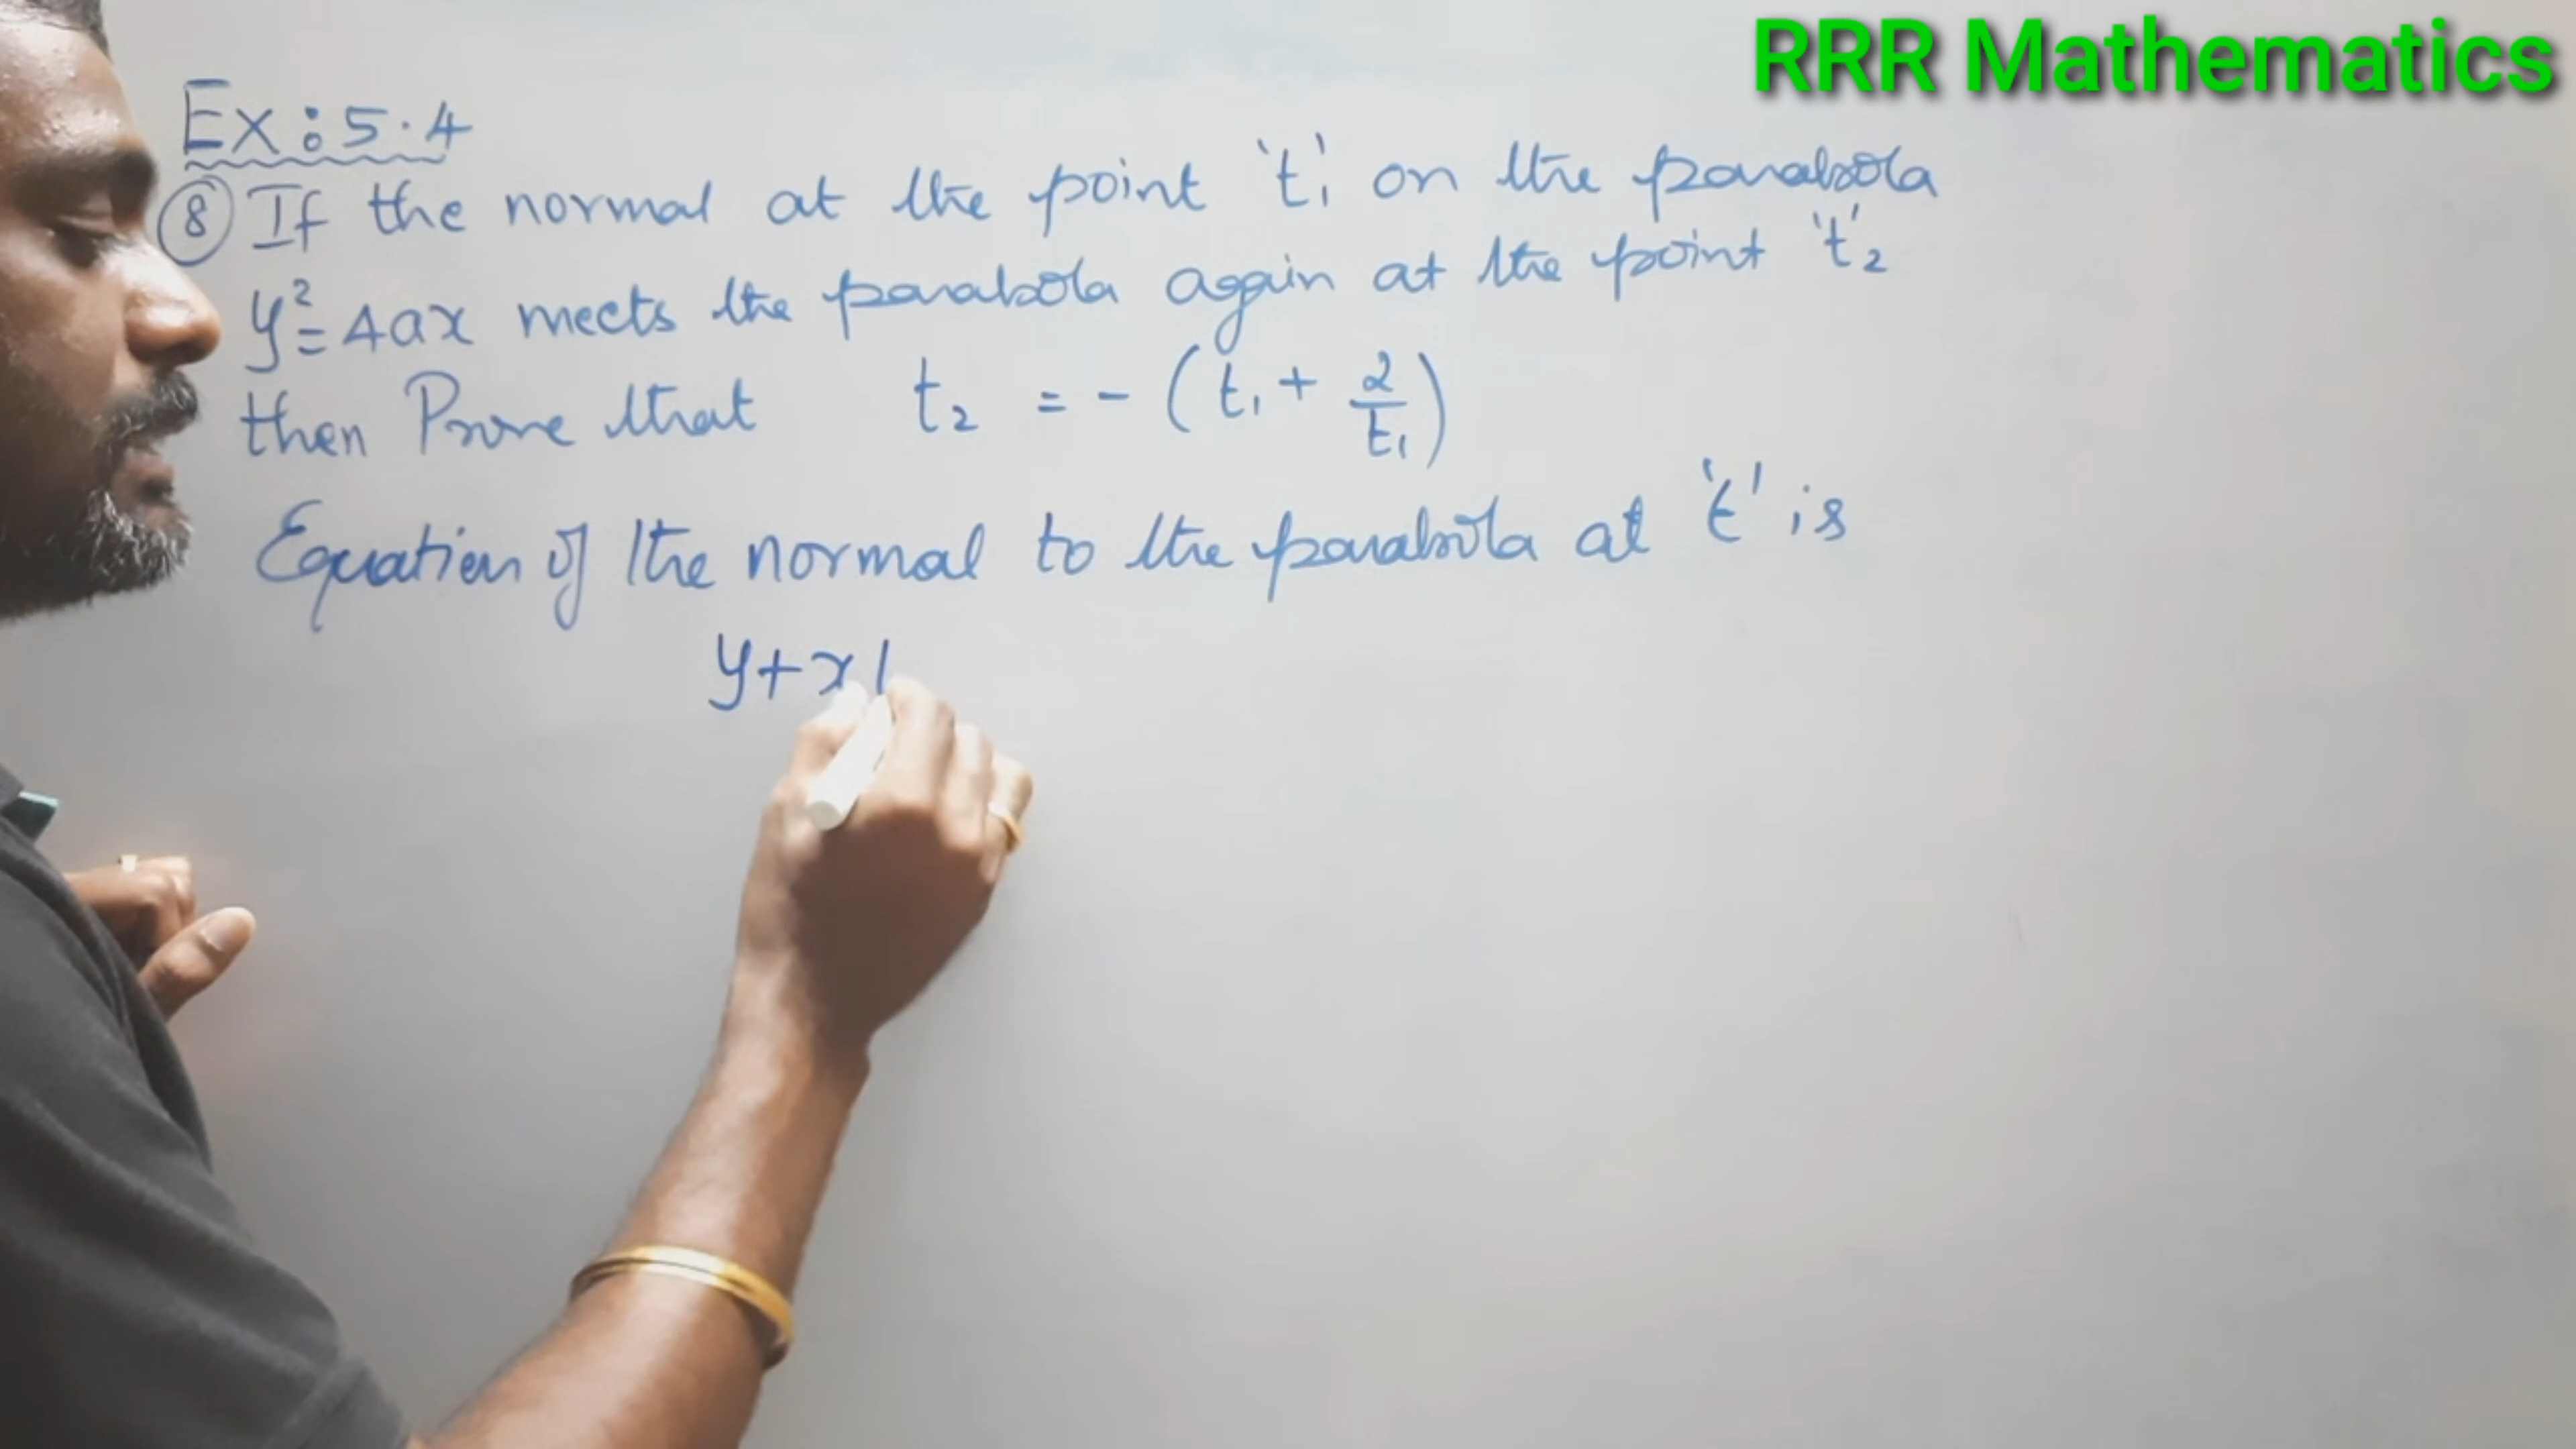 RRR Mathematics
Ex: 5.4
⑧ If the normal at the point 't₁' on the parabola
y² = 4ax meets the parabola again at the point 't₂'
then Prove that t₂ = - (t₁ + 2/t₁)
Equation of the normal to the parabola at 't' is
y+x